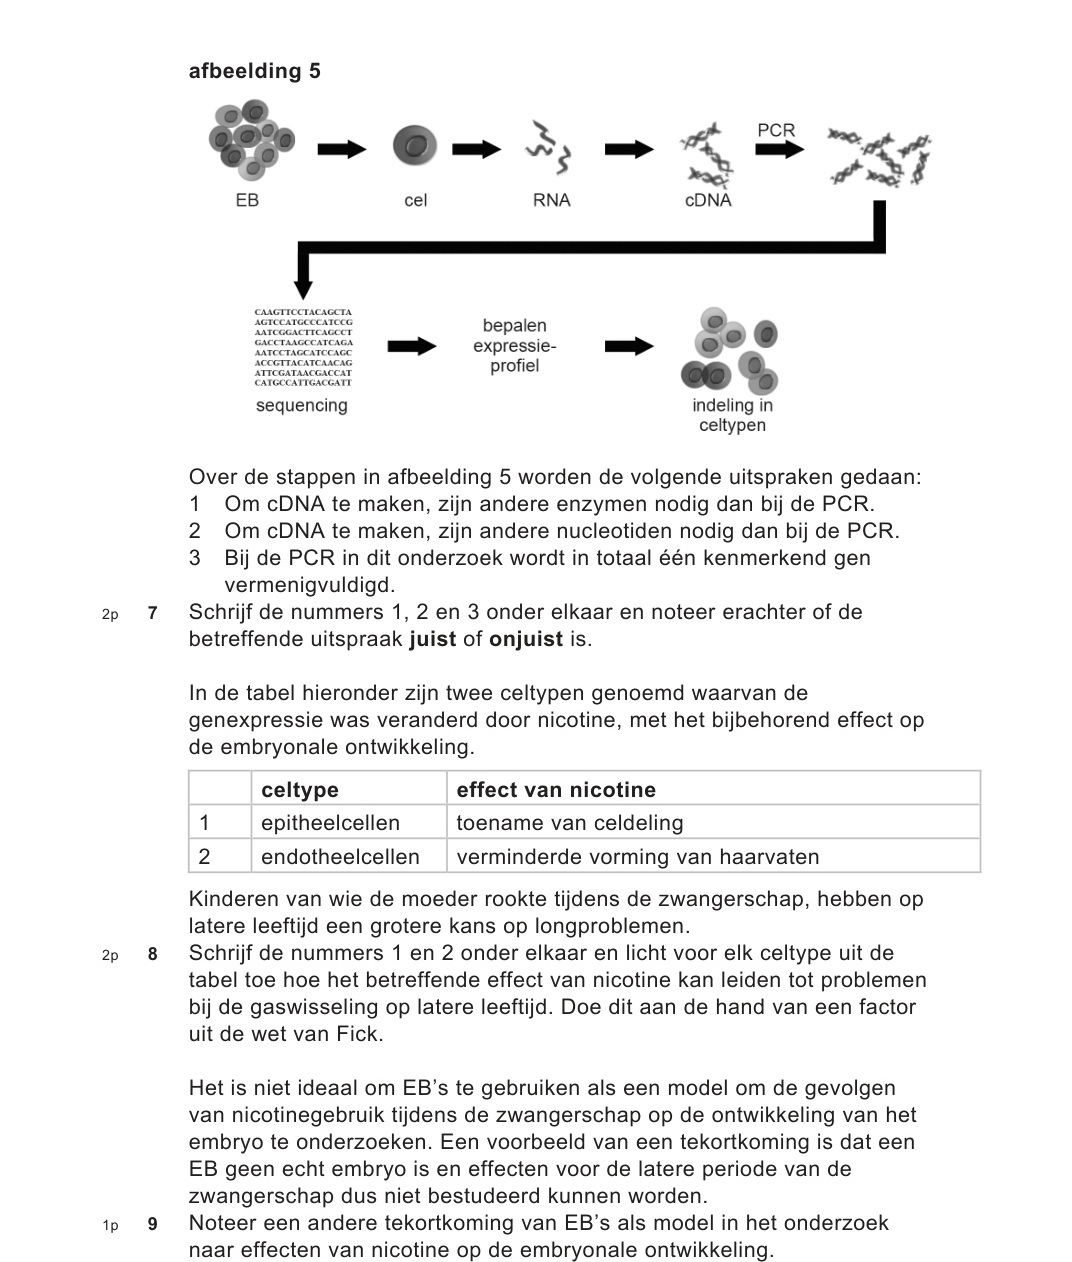 afbeelding 5
PCR
EB
cel
RNA
cDNA
CAAGTTCCTACAGCTA
AGTCCATGCCCATCCG
AATCGGACTTCAGCCT
GACCTAAGCCATCAGA
AATCCTAGCATCCAGC
ACCGTTACATCAACAG
ATTCGATAACGACCAT
CATGCCATTGACGATT
sequencing
bepalen
expressie-
profiel
indeling in
celtypen
Over de stappen in afbeelding 5 worden de volgende uitspraken gedaan:
1 Om cDNA te maken, zijn andere enzymen nodig dan bij de PCR.
2 Om cDNA te maken, zijn andere nucleotiden nodig dan bij de PCR.
3 Bij de PCR in dit onderzoek wordt in totaal één kenmerkend gen
vermenigvuldigd.
2p 7 Schrijf de nummers 1, 2 en 3 onder elkaar en noteer erachter of de
betreffende uitspraak juist of onjuist is.
In de tabel hieronder zijn twee celtypen genoemd waarvan de
genexpressie was veranderd door nicotine, met het bijbehorend effect op
de embryonale ontwikkeling.
celtype effect van nicotine
1 epitheelcellen toename van celdeling
2 endotheelcellen verminderde vorming van haarvaten
Kinderen van wie de moeder rookte tijdens de zwangerschap, hebben op
latere leeftijd een grotere kans op longproblemen.
2p 8 Schrijf de nummers 1 en 2 onder elkaar en licht voor elk celtype uit de
tabel toe hoe het betreffende effect van nicotine kan leiden tot problemen
bij de gaswisseling op latere leeftijd. Doe dit aan de hand van een factor
uit de wet van Fick.
Het is niet ideaal om EB's te gebruiken als een model om de gevolgen
van nicotinegebruik tijdens de zwangerschap op de ontwikkeling van het
embryo te onderzoeken. Een voorbeeld van een tekortkoming is dat een
EB geen echt embryo is en effecten voor de latere periode van de
zwangerschap dus niet bestudeerd kunnen worden.
1p 9 Noteer een andere tekortkoming van EB's als model in het onderzoek
naar effecten van nicotine op de embryonale ontwikkeling.